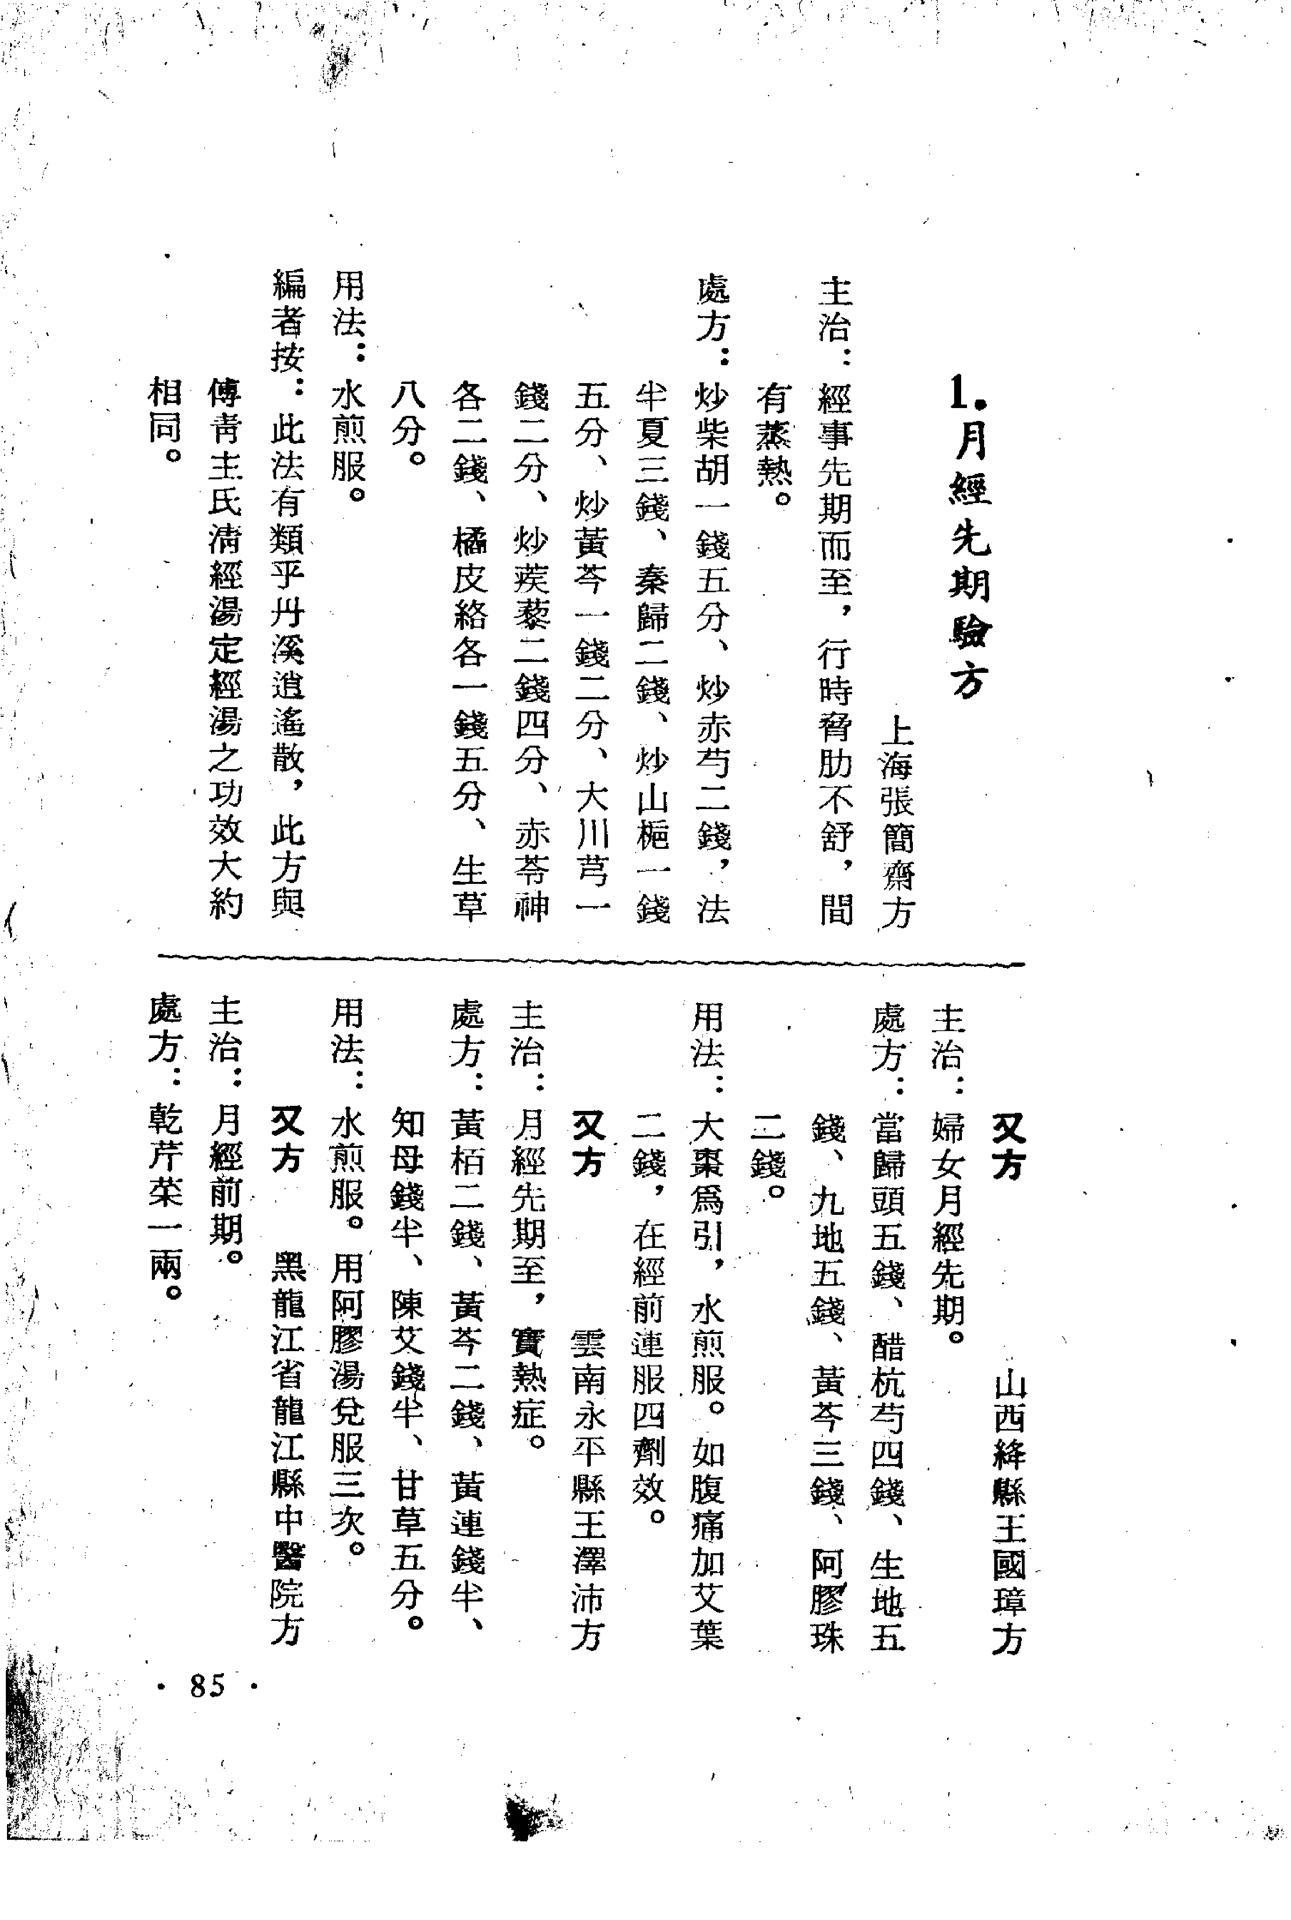 1.月經先期驗方
上海張簡齋方
主治：經事先期而至，行時脅肋不舒，間
有蒸熱。
處方：炒柴胡一錢五分、炒赤芍二錢，法
半夏三錢、秦歸二錢、炒山梔一錢
五分、炒黃芩一錢二分、大川芎一
錢二分、炒蒺藜二錢四分、赤苓神
各二錢、橘皮絡各一錢五分、生草
八分。
用法：水煎服。
編者按：此法有類乎丹溪逍遙散，此方與
傅青主氏清經湯定經湯之功效大約
相同。
又方　山西絳縣王國璋方
主治：婦女月經先期。
處方：當歸頭五錢、醋杭芍四錢、生地五
錢、九地五錢、黃芩三錢、阿膠珠
二錢。
用法：大棗爲引，水煎服。如腹痛加艾葉
二錢，在經前連服四劑效。
又方　雲南永平縣王澤沛方
主治：月經先期至，實熱症。
處方：黃栢二錢、黃芩二錢、黃連錢半、
知母錢半、陳艾錢半、甘草五分。
用法：水煎服。用阿膠湯兌服三次。
又方　黑龍江省龍江縣中醫院方
主治：月經前期。
處方：乾芹菜一兩。
· 85 ·